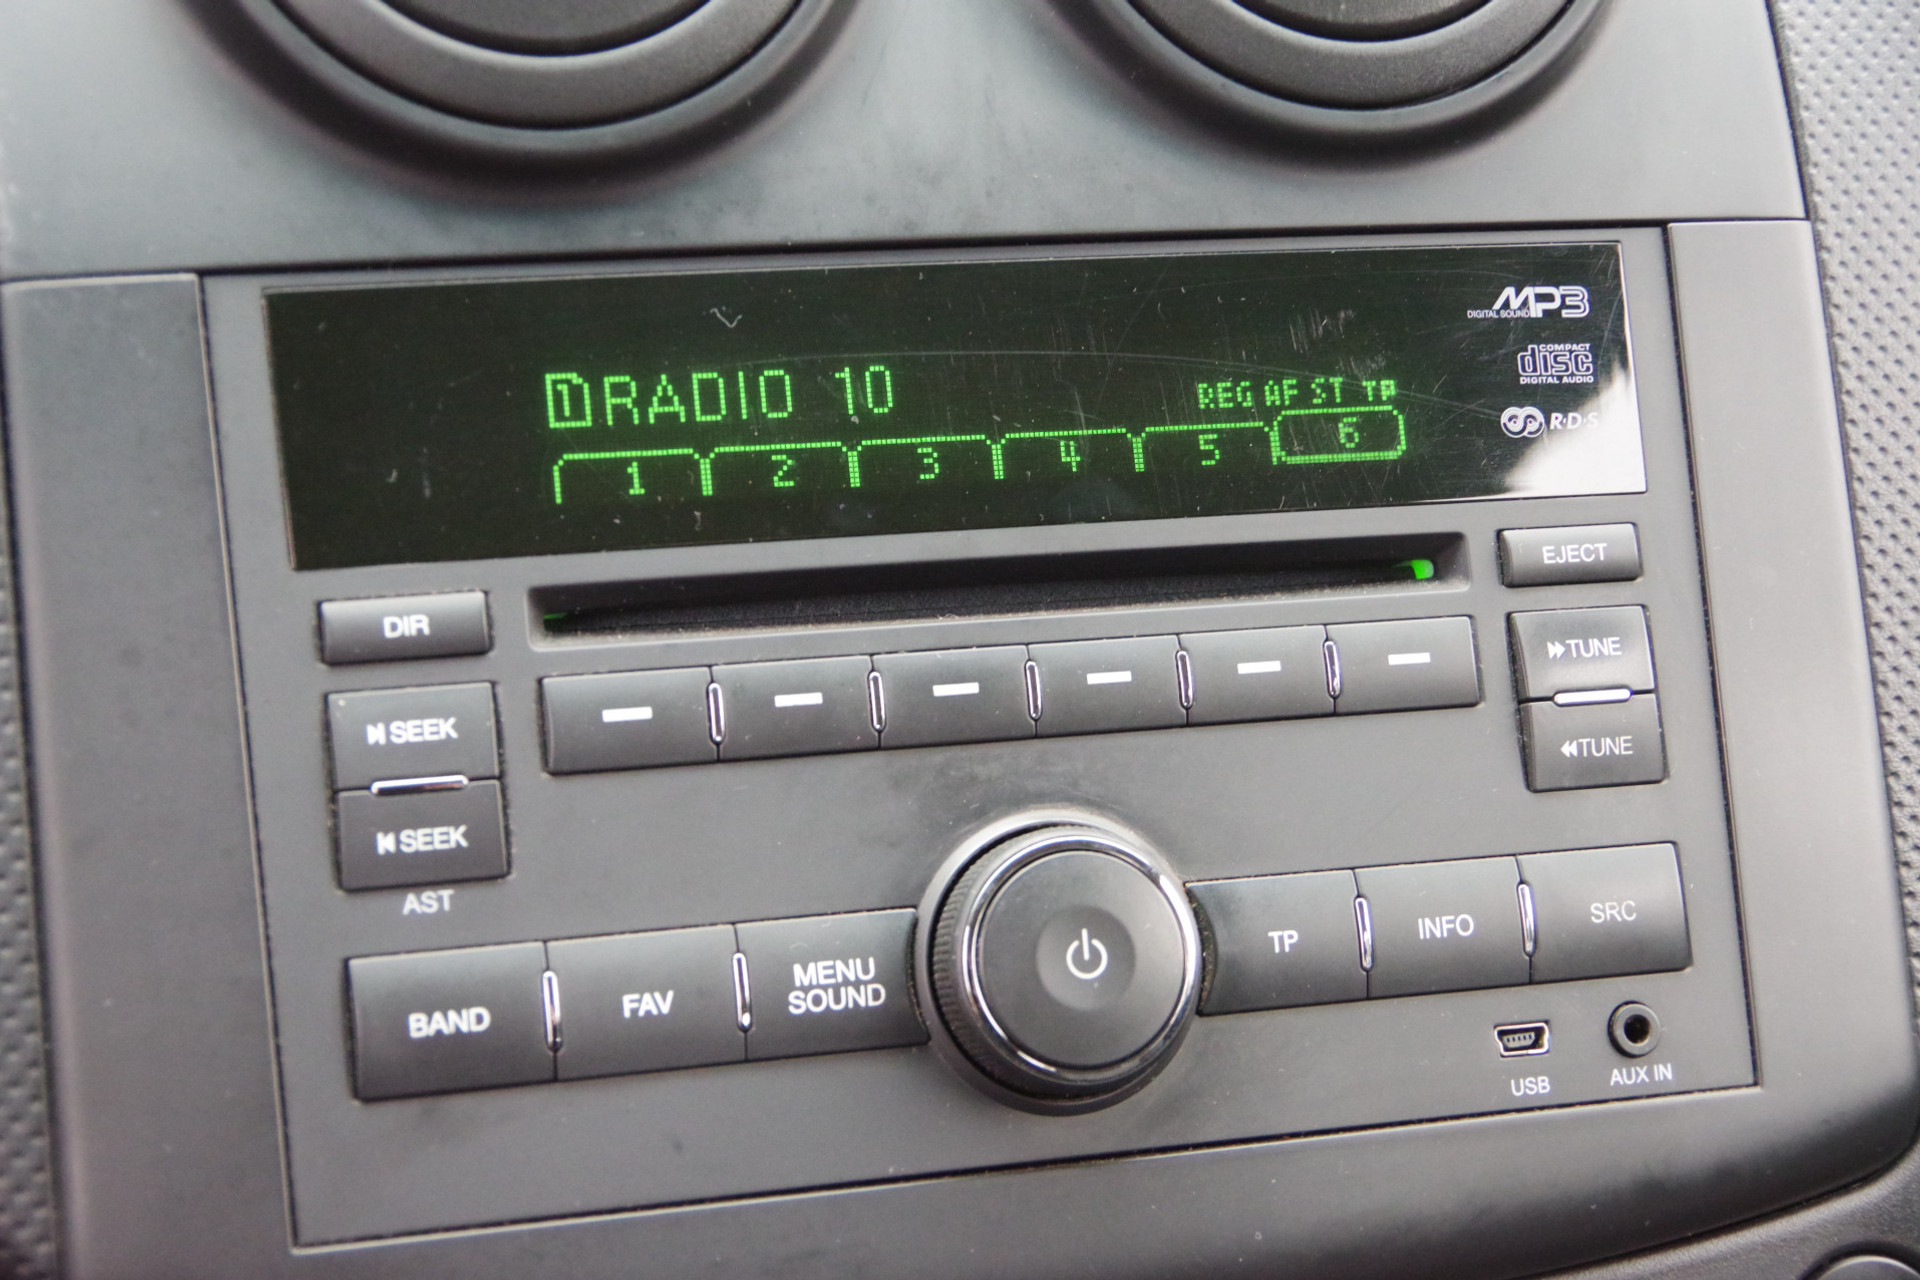 MP3
DIGITAL SOUND
COMPACT
disc
DIGITAL AUDIO
R·D·S
1 RADIO 10
REG AF ST TP
1 2 3 4 5 6
EJECT
DIR
TUNE
SEEK
TUNE
SEEK
AST
BAND
FAV
MENU
SOUND
TP
INFO
SRC
USB
AUX IN